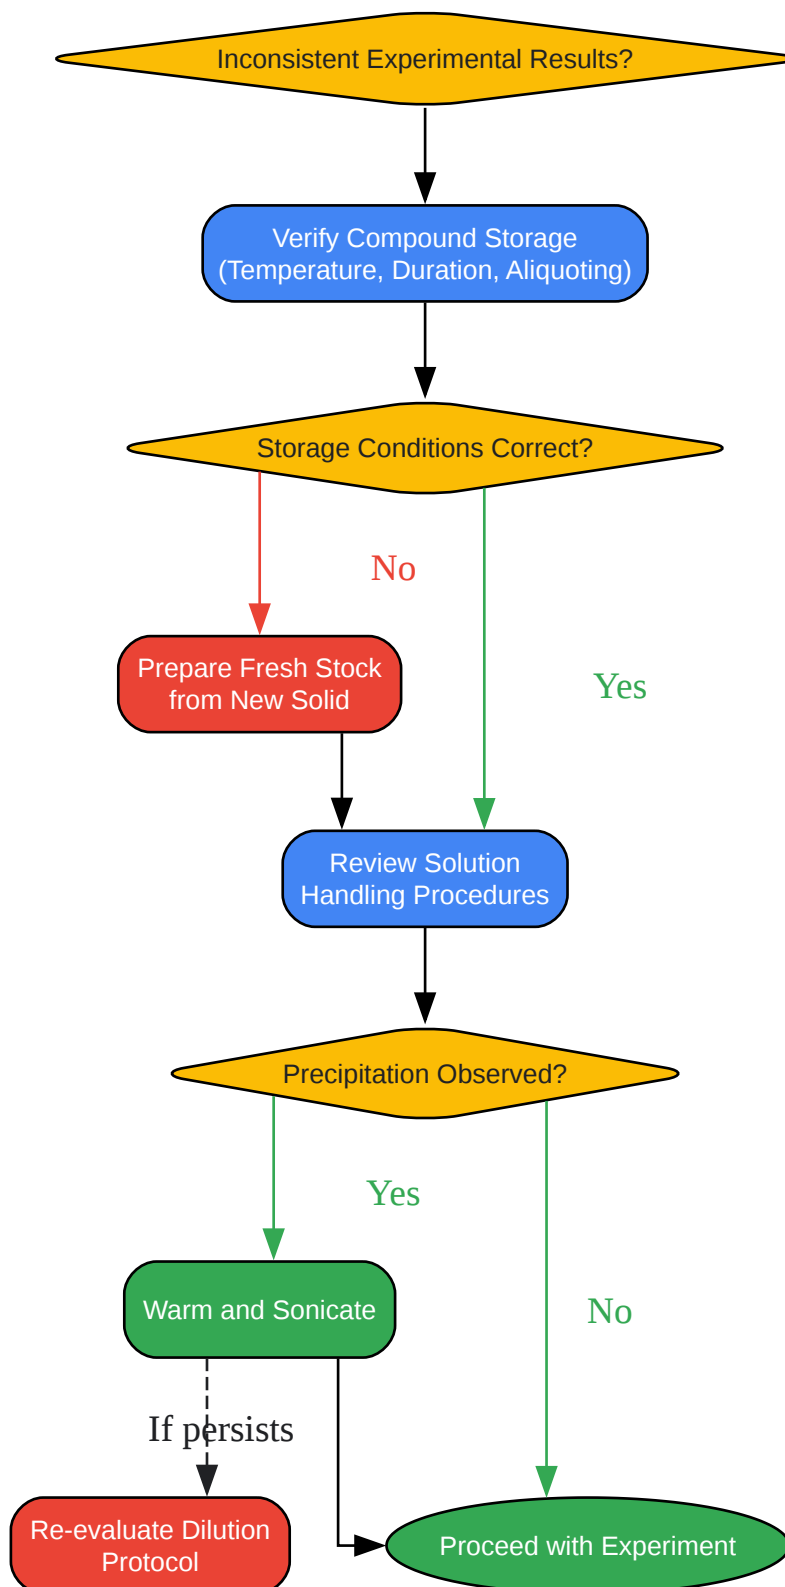 Inconsistent Experimental Results?
Verify Compound Storage
(Temperature, Duration, Aliquoting)
Storage Conditions Correct?
No
Prepare Fresh Stock
from New Solid
Yes
Review Solution
Handling Procedures
Precipitation Observed?
Yes
Warm and Sonicate
No
If persists
Re-evaluate Dilution
Protocol
Proceed with Experiment